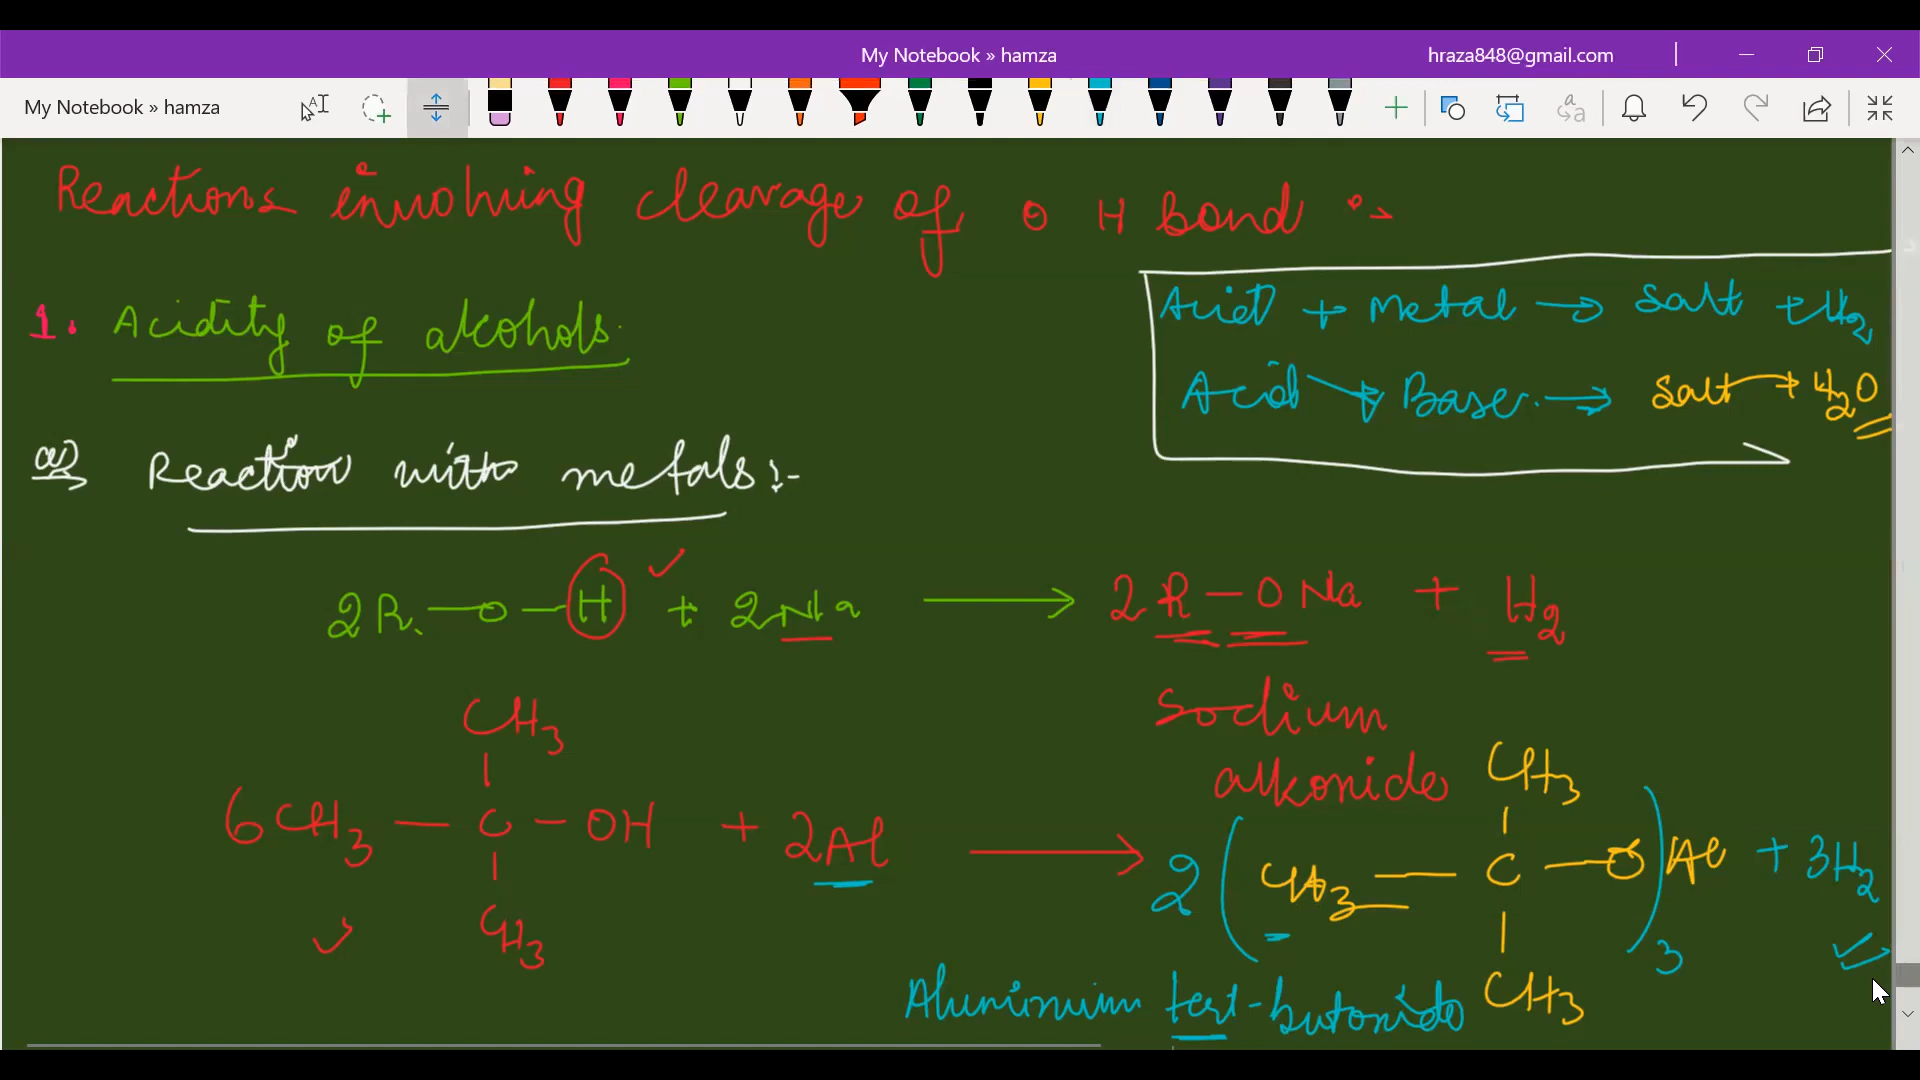 My Notebook » hamza
hraza848@gmail.com
My Notebook » hamza
Reactions involving cleavage of O H bond :-
1. Acidity of alcohols.
Acid + Metal → Salt + H2
Acid + Base → Salt + H2O
a) Reaction with metals :-
2R-O-H + 2Na → 2R-ONa + H2
Sodium
alkoxide
CH3
6CH3-C-OH + 2Al
CH3
CH3
2(CH3-C-O)3Al + 3H2
CH3
Aluminium tert-butoxide